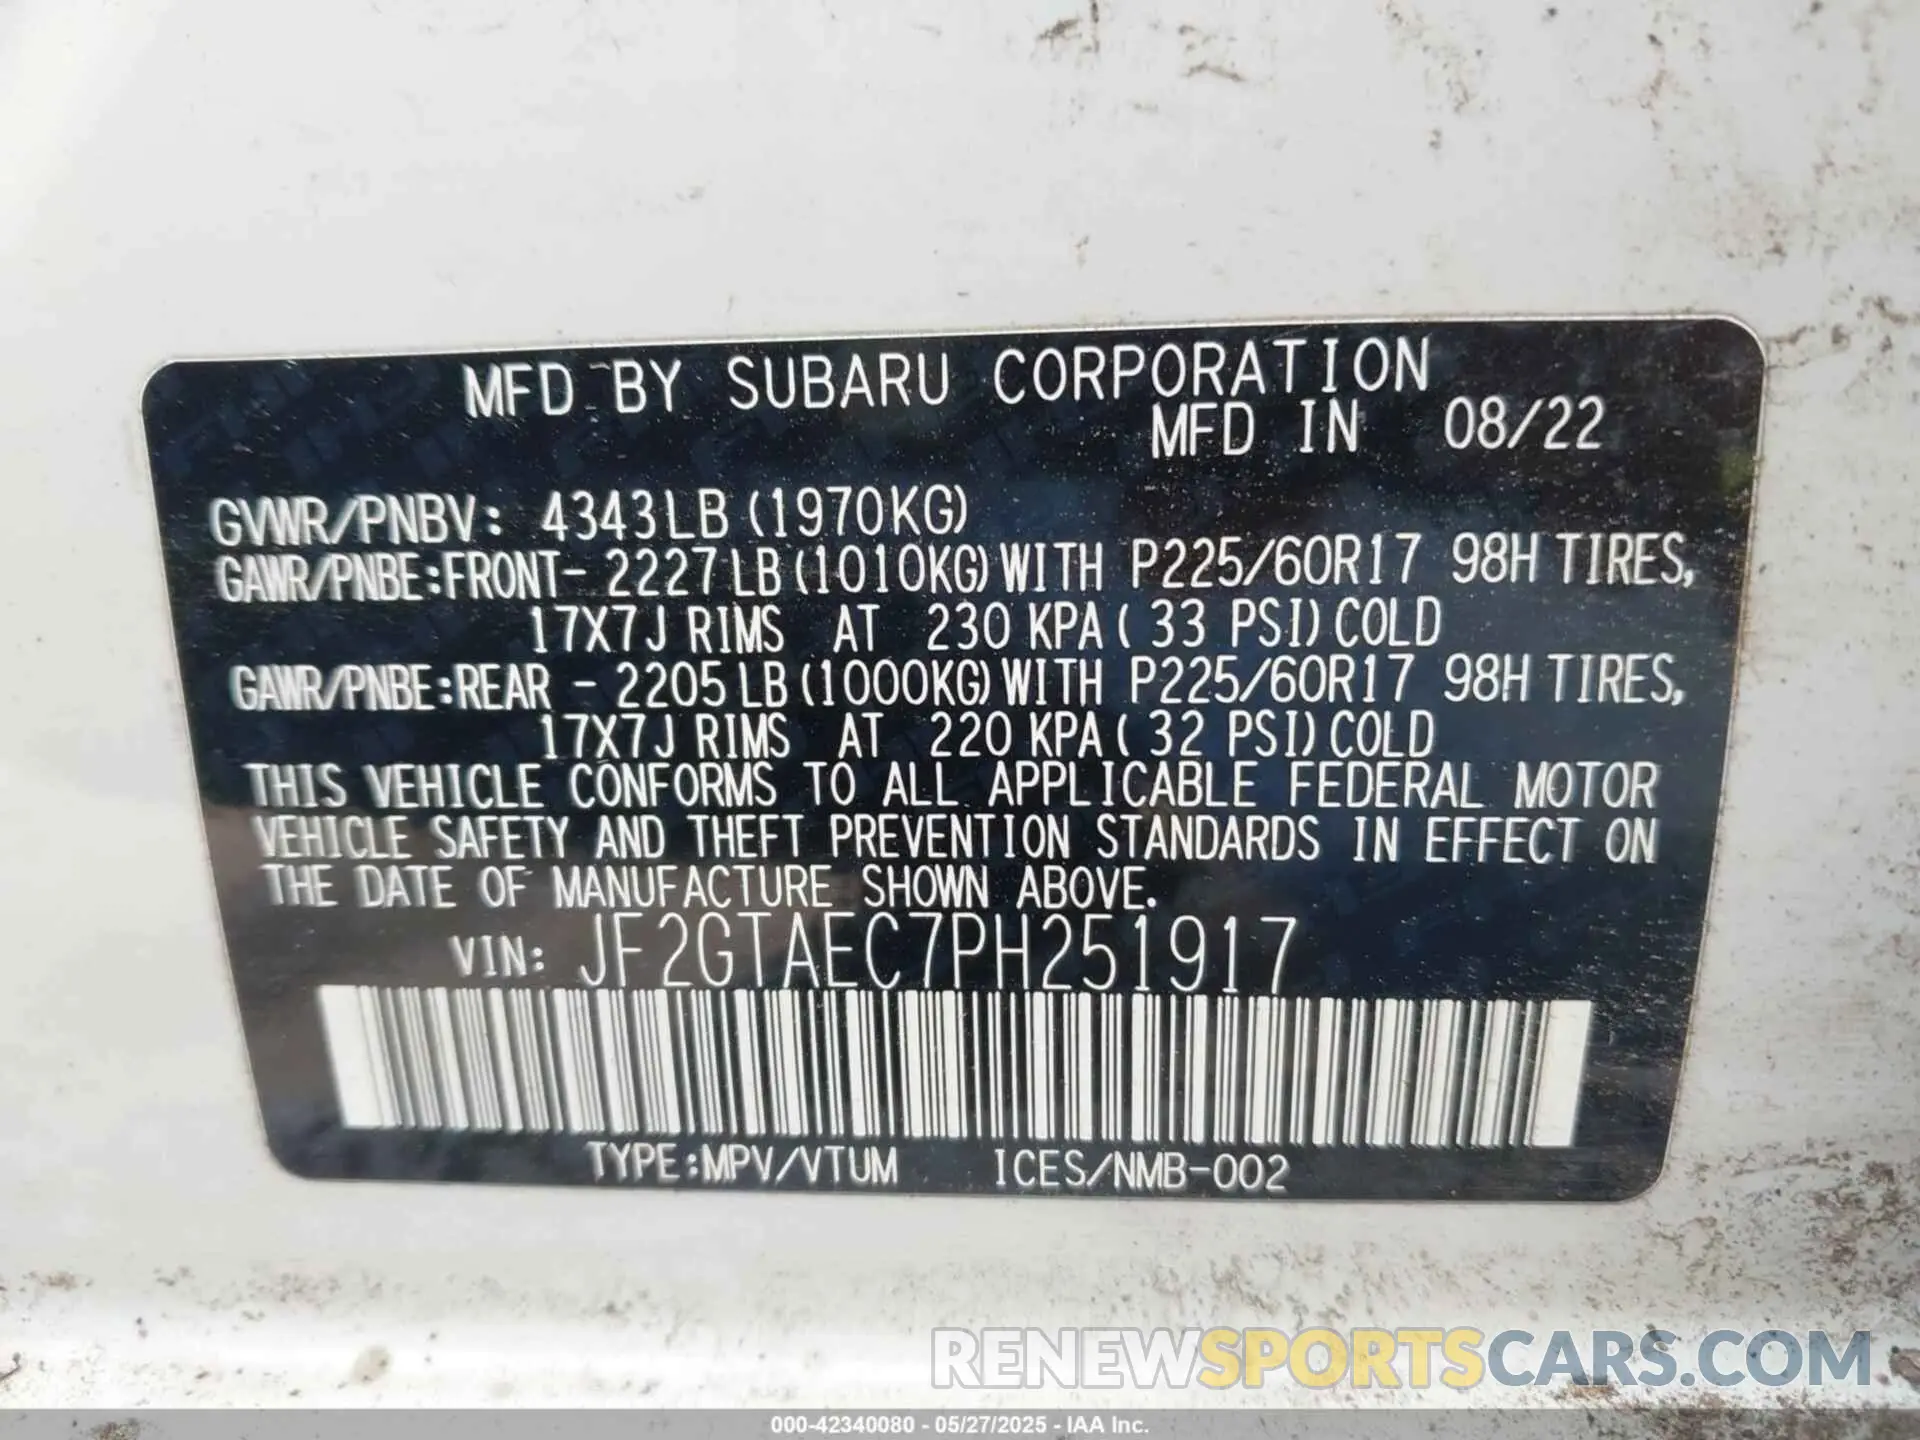 MFD BY SUBARU CORPORATION
MFD IN 08/22
GVWR/PNBV: 4343LB (1970KG)
GAWR/PNBE:FRONT- 2227LB (1010KG) WITH P225/60R17 98H TIRES,
17X7J RIMS AT 230 KPA ( 33 PSI) COLD
GAWR/PNBE:REAR - 2205LB (1000KG) WITH P225/60R17 98H TIRES,
17X7J RIMS AT 220 KPA ( 32 PSI) COLD
THIS VEHICLE CONFORMS TO ALL APPLICABLE FEDERAL MOTOR
VEHICLE SAFETY AND THEFT PREVENTION STANDARDS IN EFFECT ON
THE DATE OF MANUFACTURE SHOWN ABOVE.
VIN: JF2GTAEC7PH251917
TYPE:MPV/VTUM ICES/NMB-002
RENEWSPORTSCARS.COM
000-42340080 - 05/27/2025 - IAA Inc.